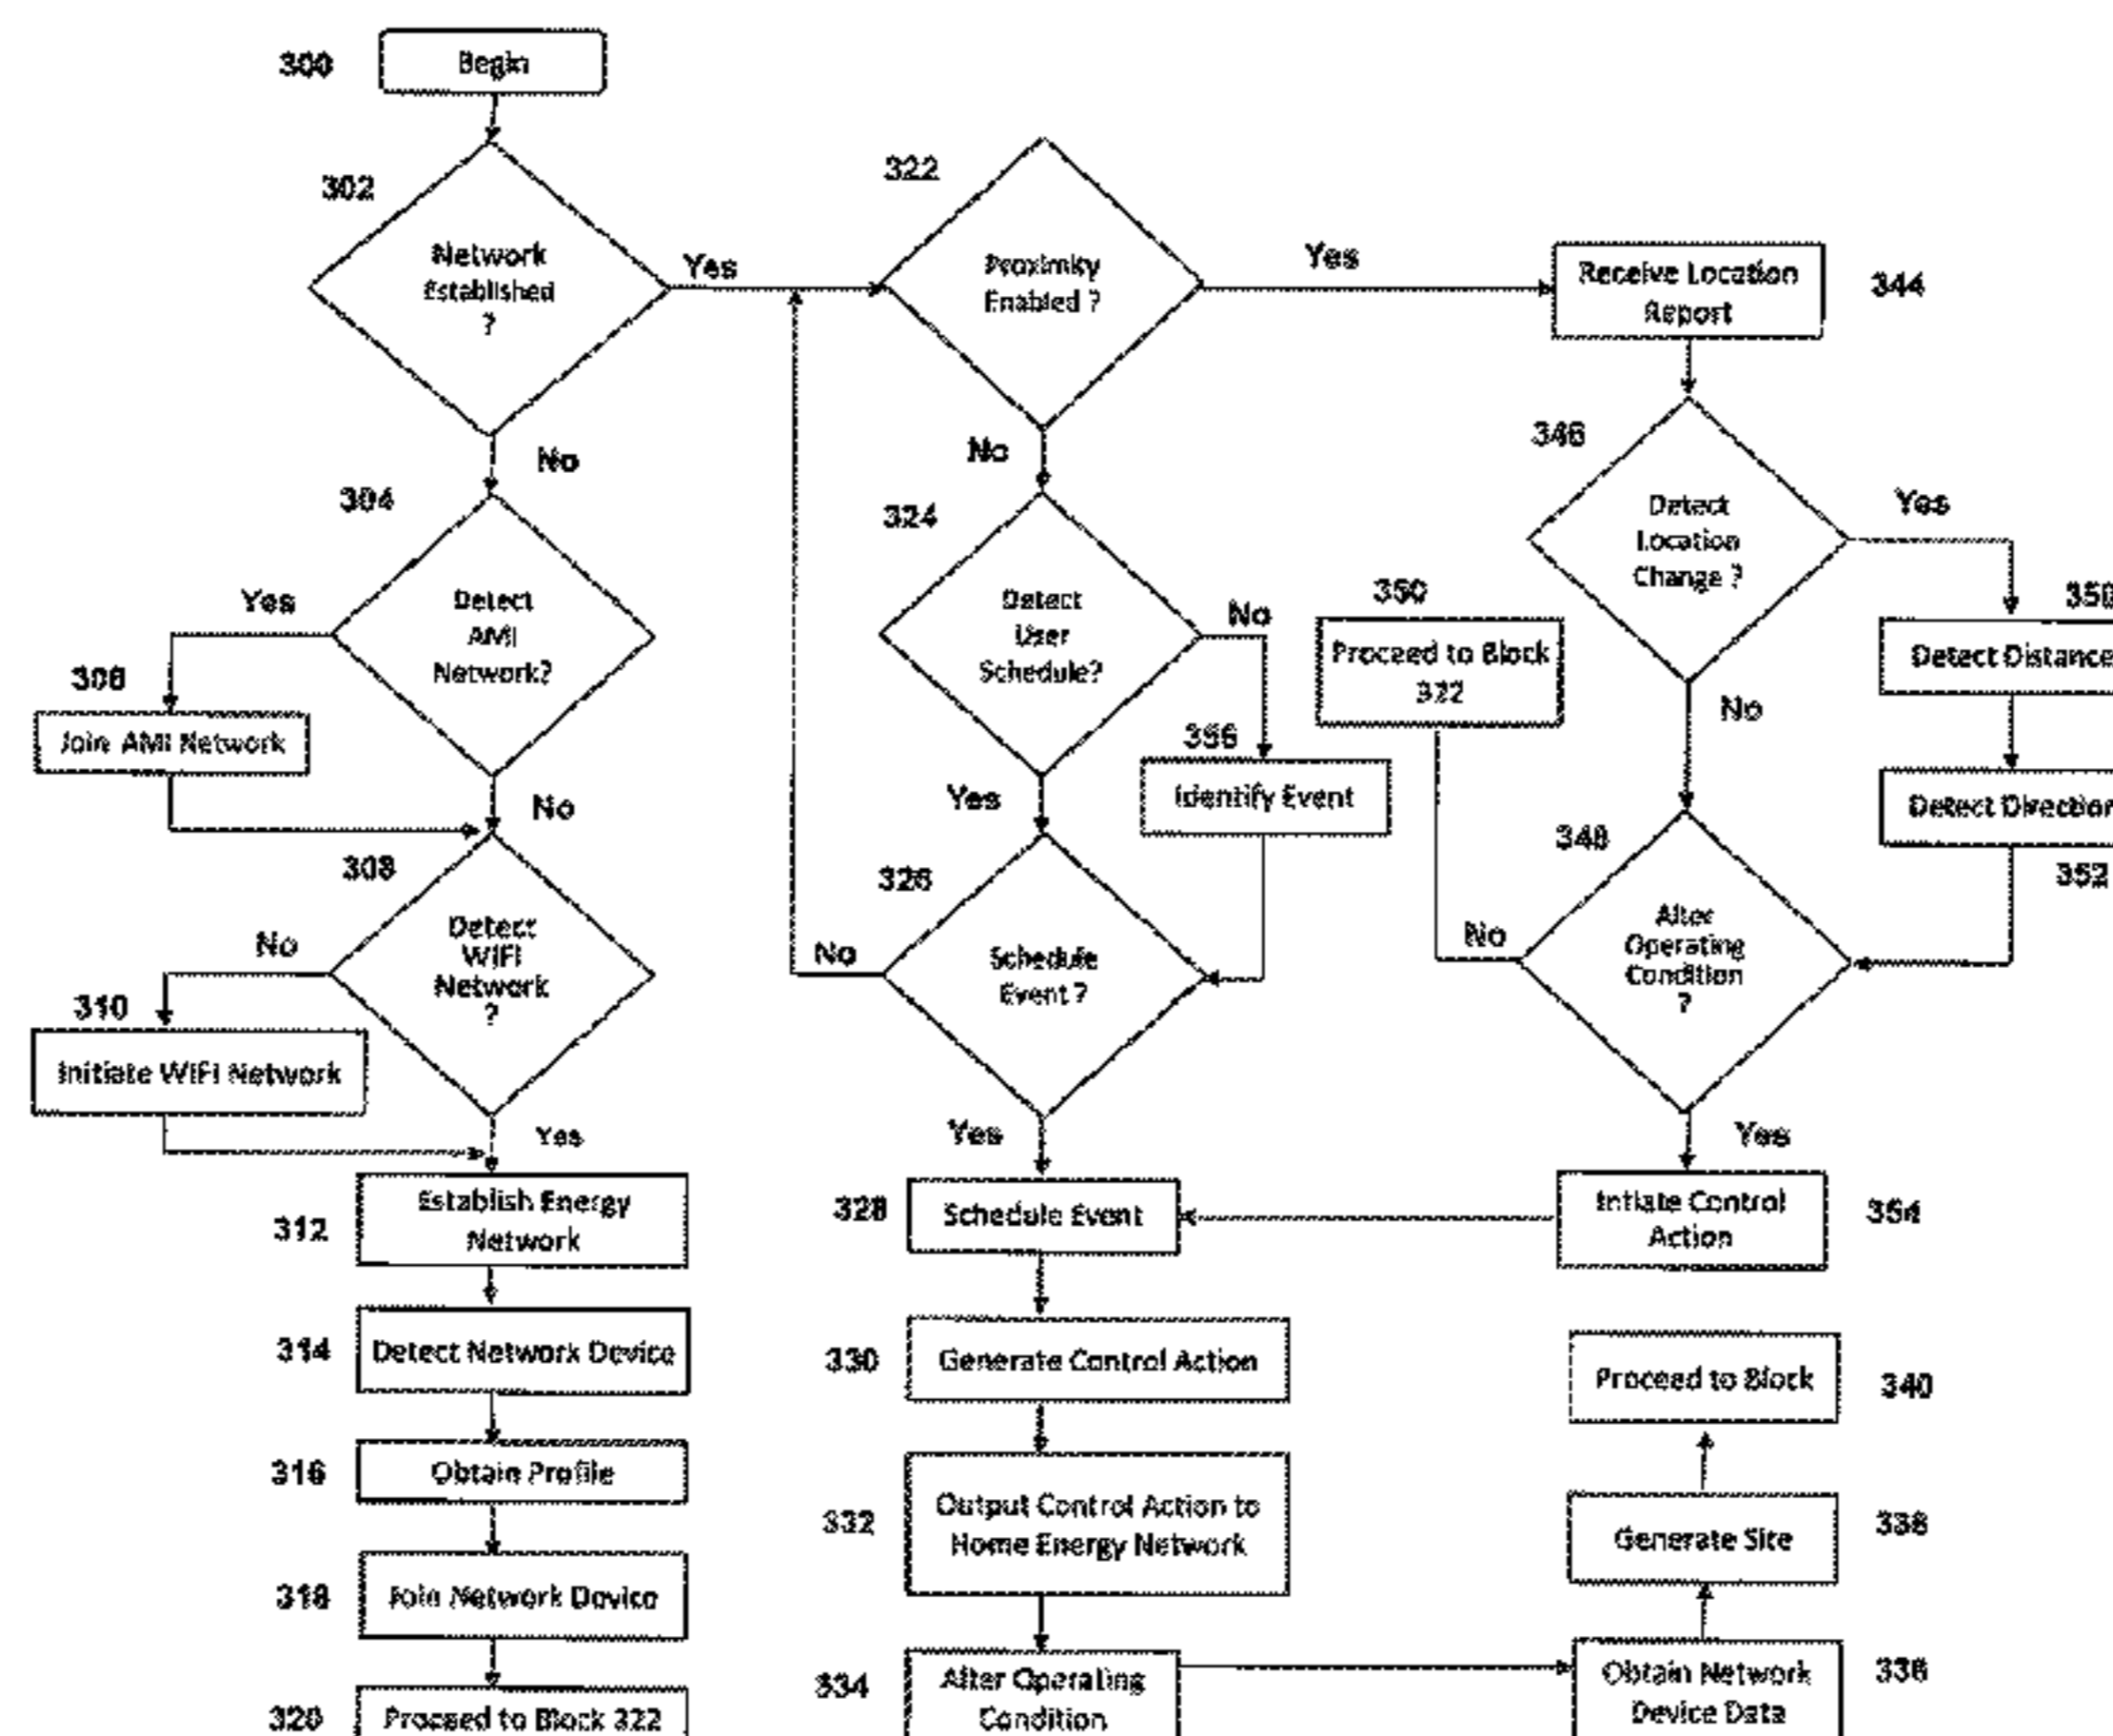 300
Begin
302
Network
Established
?
Yes
No
304
Detect
AMI
Network?
Yes
306
Join AMI Network
No
308
Detect
WIFI
Network
?
No
310
Initiate WIFI Network
Yes
312
Establish Energy
Network
314
Detect Network Device
316
Obtain Profile
318
Join Network Device
320
Proceed to Block 322
322
Proximity
Enabled ?
Yes
No
324
Detect
User
Schedule?
No
356
Identify Event
Yes
326
Schedule
Event ?
No
Yes
328
Schedule Event
330
Generate Control Action
332
Output Control Action to
Home Energy Network
334
Alter Operating
Condition
Receive Location
Report
344
346
Detect
Location
Change ?
Yes
Detect Distance
Detect Direction
352
No
350
Proceed to Block
322
348
Alter
Operating
Condition
?
No
Yes
Intiate Control
Action
354
Proceed to Block
340
Generate Site
338
Obtain Network
Device Data
336